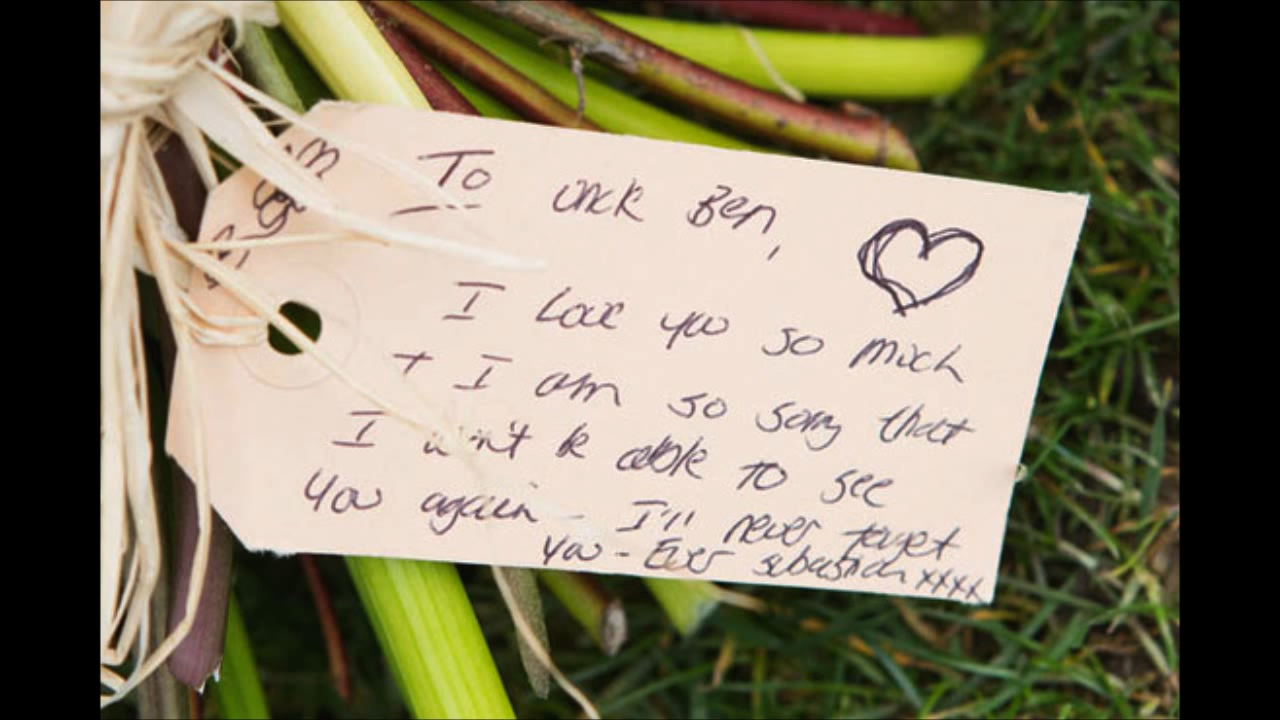 To uncle Ben,
I Love you so much
+ I am so sorry that
I won't be able to see
you again - I'll never forget
you - Ever sebastian xxxx